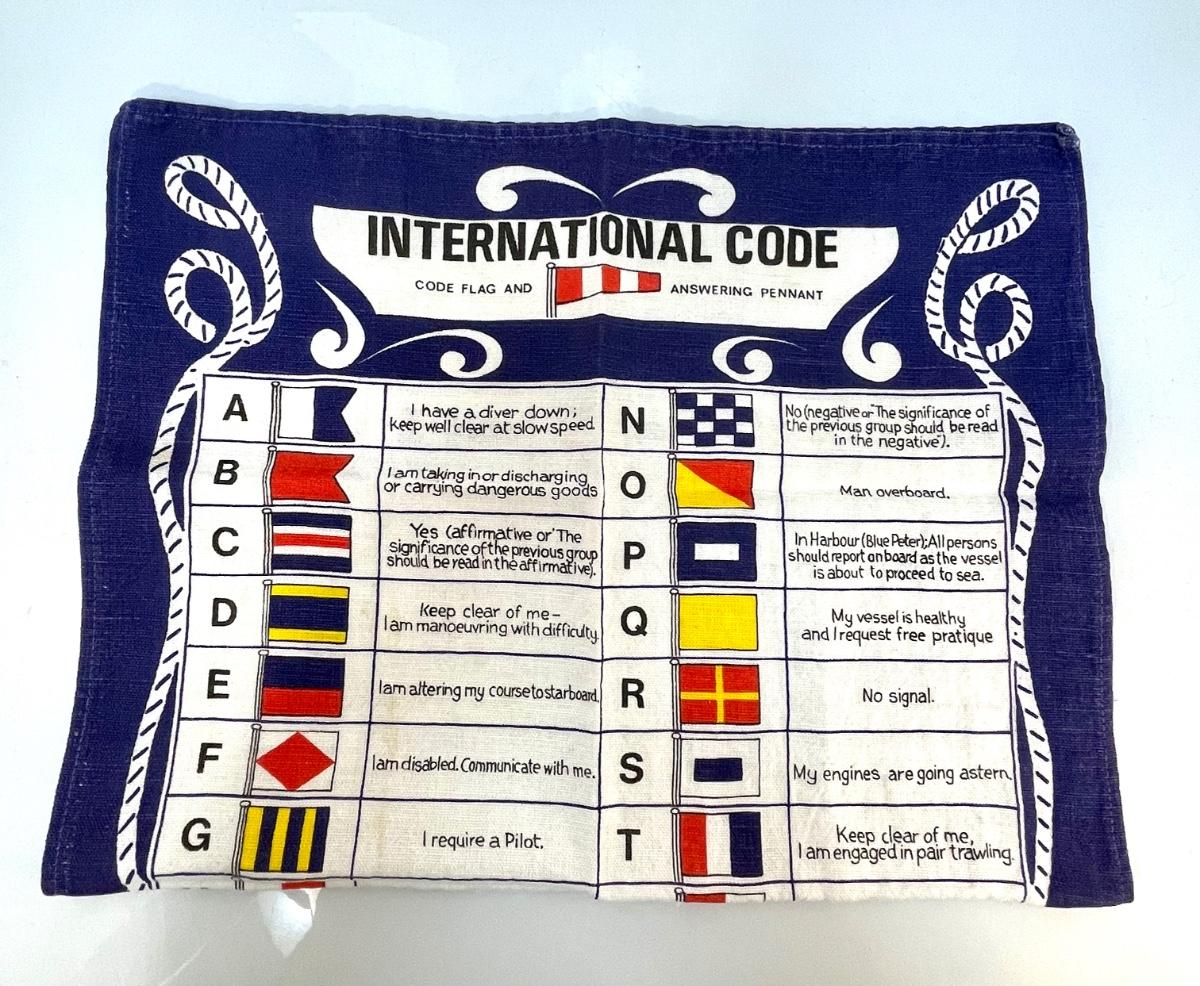 INTERNATIONAL CODE
CODE FLAG AND ANSWERING PENNANT
A
I have a diver down;
keep well clear at slow speed.
B
I am taking in or discharging
or carrying dangerous goods
C
Yes (affirmative or "The
significance of the previous group
should be read in the affirmative).
D
Keep clear of me –
I am manoeuvring with difficulty.
E
I am altering my course to starboard.
F
I am disabled. Communicate with me.
G
I require a Pilot.
N
No (negative or "The significance of
the previous group should be read
in the negative").
O
Man overboard.
P
In Harbour (Blue Peter); All persons
should report on board as the vessel
is about to proceed to sea.
Q
My vessel is healthy
and I request free pratique
R
No signal.
S
My engines are going astern.
T
Keep clear of me,
I am engaged in pair trawling.